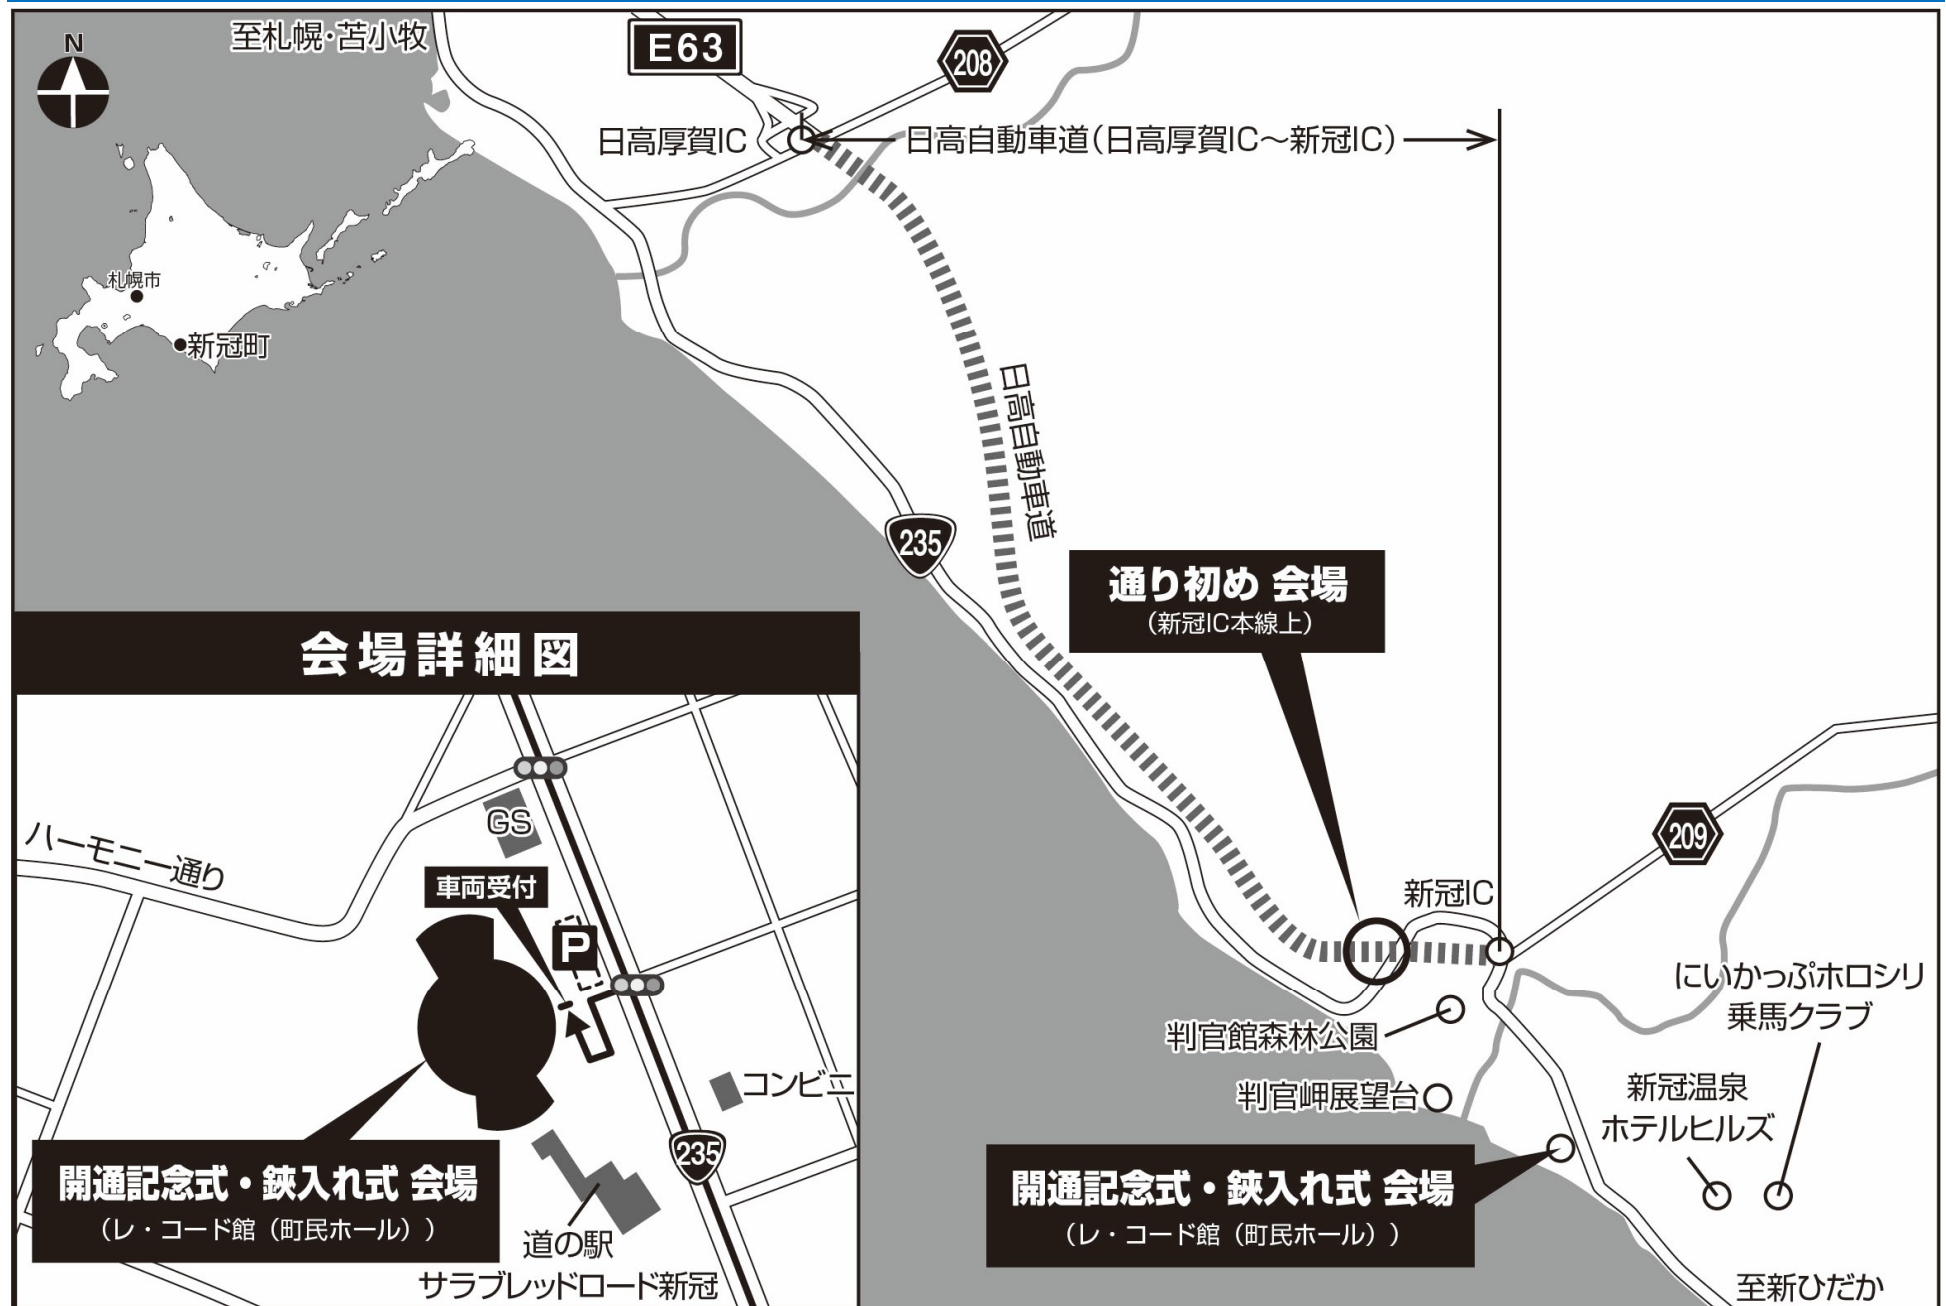 N
至札幌・苫小牧
E63
208
日高厚賀IC
日高自動車道（日高厚賀IC～新冠IC）
札幌市
新冠町
日高自動車道
235
通り初め 会場
（新冠IC本線上）
会場詳細図
GS
ハーモニー通り
車両受付
P
コンビニ
235
開通記念式・鋏入れ式 会場
（レ・コード館（町民ホール））
道の駅
サラブレッドロード新冠
209
新冠IC
にいかっぷホロシリ
乗馬クラブ
判官館森林公園
新冠温泉
ホテルヒルズ
判官岬展望台
開通記念式・鋏入れ式 会場
（レ・コード館（町民ホール））
至新ひだか